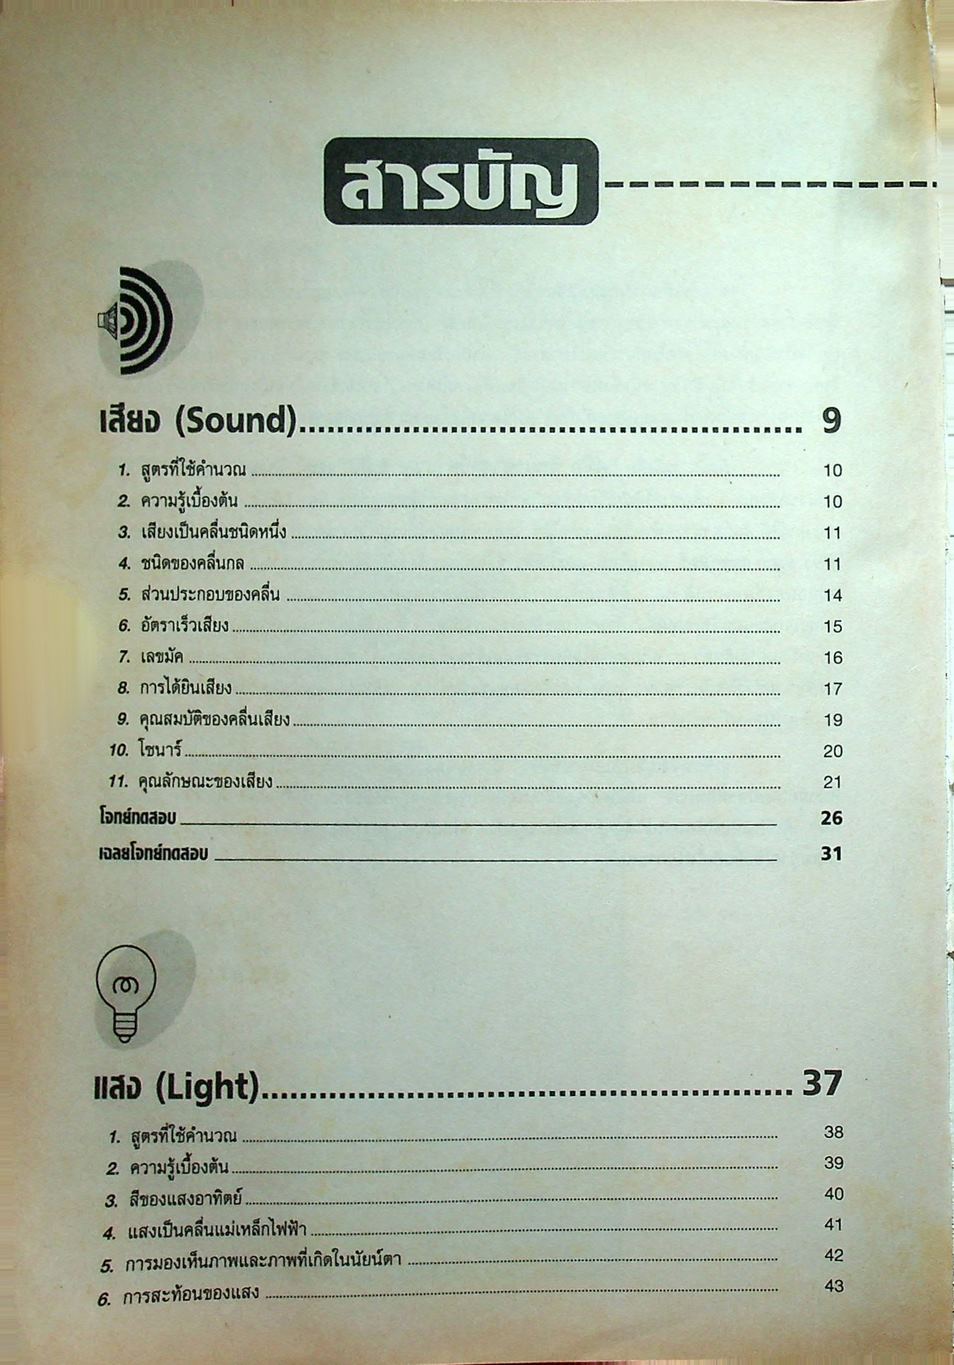 สารบัญ
เสียง (Sound)................................................ 9
1. สูตรที่ใช้คำนวณ 10
2. ความรู้เบื้องต้น 10
3. เสียงเป็นคลื่นชนิดหนึ่ง 11
4. ชนิดของคลื่นกล 11
5. ส่วนประกอบของคลื่น 14
6. อัตราเร็วเสียง 15
7. เลขมัค 16
8. การได้ยินเสียง 17
9. คุณสมบัติของคลื่นเสียง 19
10. โซนาร์ 20
11. คุณลักษณะของเสียง 21
โจทย์ทดสอบ 26
เฉลยโจทย์ทดสอบ 31
แสง (Light)................................................ 37
1. สูตรที่ใช้คำนวณ 38
2. ความรู้เบื้องต้น 39
3. สีของแสงอาทิตย์ 40
4. แสงเป็นคลื่นแม่เหล็กไฟฟ้า 41
5. การมองเห็นภาพและภาพที่เกิดในนัยน์ตา 42
6. การสะท้อนของแสง 43